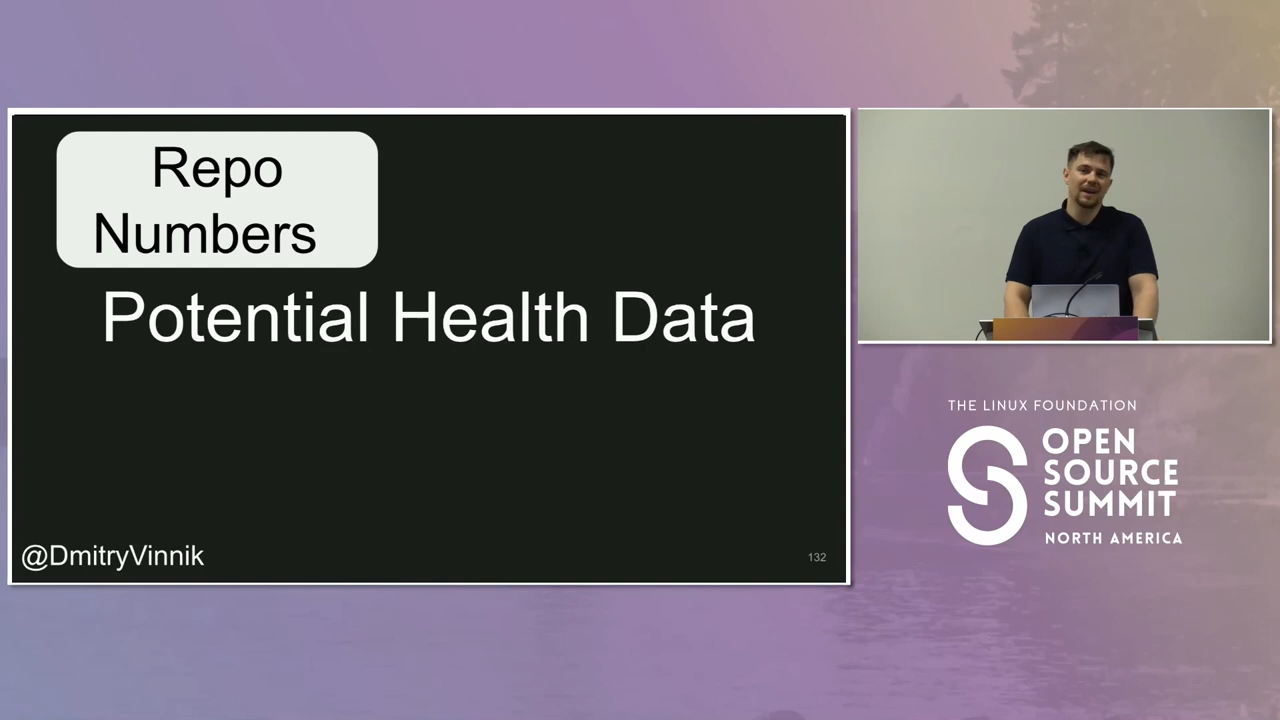 Repo
Numbers
Potential Health Data
@DmitryVinnik
132
THE LINUX FOUNDATION
OPEN
SOURCE
SUMMIT
NORTH AMERICA